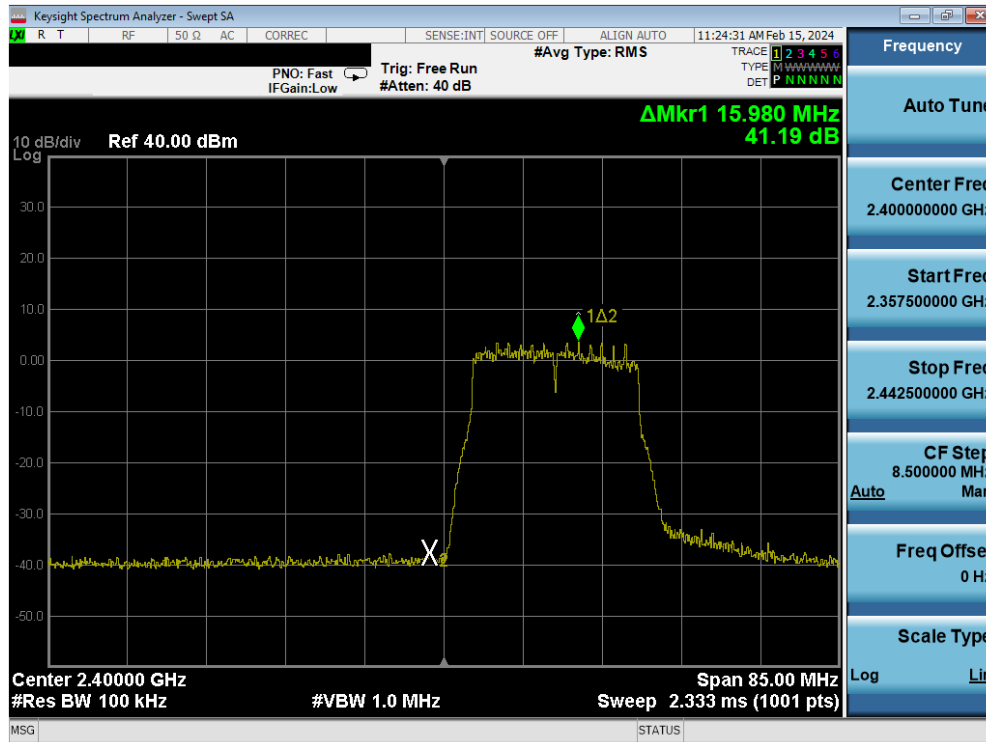 Keysight Spectrum Analyzer - Swept SA
LXI R T RF 50 Ω AC CORREC SENSE:INT SOURCE OFF ALIGN AUTO 11:24:31 AM Feb 15, 2024
Frequency
#Avg Type: RMS
TRACE 1 2 3 4 5 6
PNO: Fast Trig: Free Run
TYPE M WWWWW
IFGain:Low #Atten: 40 dB
DET P N N N N N
Auto Tune
ΔMkr1 15.980 MHz
41.19 dB
10 dB/div Ref 40.00 dBm
Log
Center Freq
2.400000000 GHz
30.0
20.0
Start Freq
2.357500000 GHz
10.0
1Δ2
0.00
Stop Freq
2.442500000 GHz
-10.0
-20.0
CF Step
8.500000 MHz
Auto Man
-30.0
X 2
-40.0
Freq Offset
0 Hz
-50.0
Scale Type
Log Lin
Center 2.40000 GHz Span 85.00 MHz
#Res BW 100 kHz #VBW 1.0 MHz Sweep 2.333 ms (1001 pts)
MSG STATUS